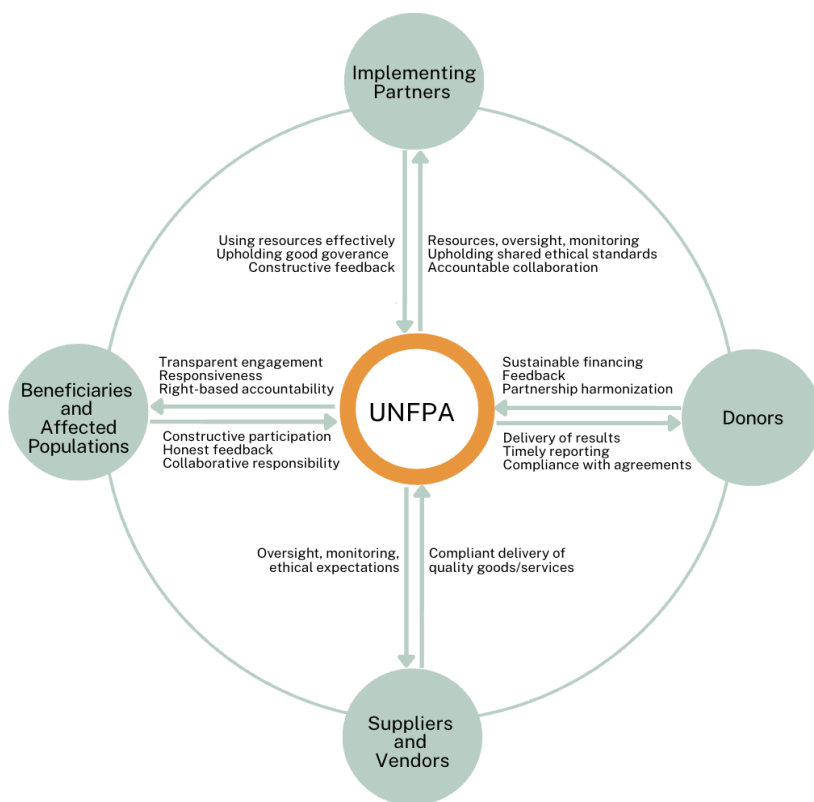 Implementing
Partners
Using resources effectively
Upholding good goverance
Constructive feedback
Resources, oversight, monitoring
Upholding shared ethical standards
Accountable collaboration
Beneficiaries
and
Affected
Populations
Transparent engagement
Responsiveness
Right-based accountability
Constructive participation
Honest feedback
Collaborative responsibility
UNFPA
Sustainable financing
Feedback
Partnership harmonization
Delivery of results
Timely reporting
Compliance with agreements
Donors
Oversight, monitoring,
ethical expectations
Compliant delivery of
quality goods/services
Suppliers
and
Vendors